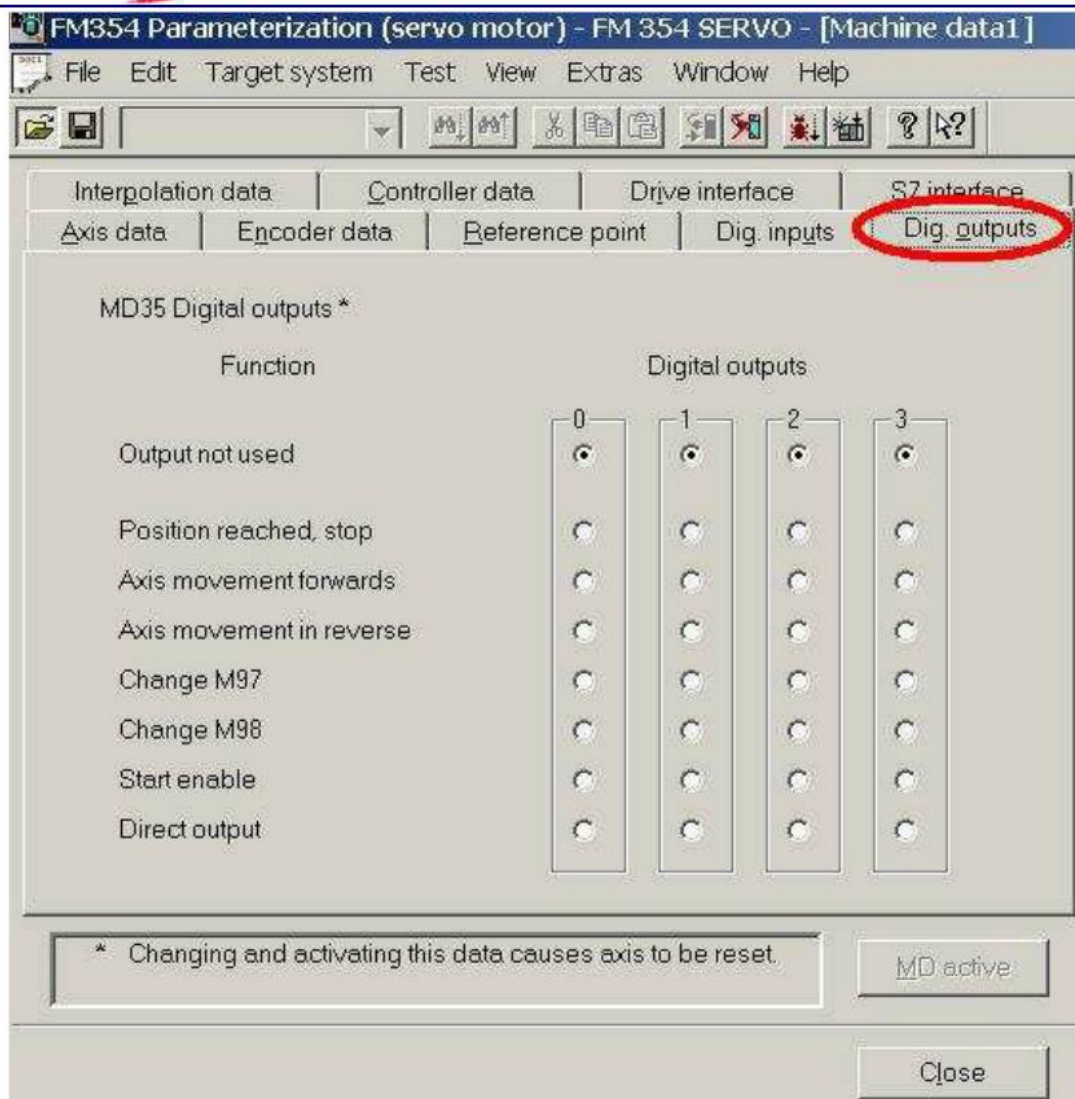 FM354 Parameterization (servo motor) - FM 354 SERVO - [Machine data1]
File Edit Target system Test View Extras Window Help
Interpolation data Controller data Drive interface S7 interface
Axis data Encoder data Reference point Dig. inputs Dig. outputs
MD35 Digital outputs *
Function Digital outputs
0 1 2 3
Output not used
Position reached, stop
Axis movement forwards
Axis movement in reverse
Change M97
Change M98
Start enable
Direct output
* Changing and activating this data causes axis to be reset.
MD active
Close